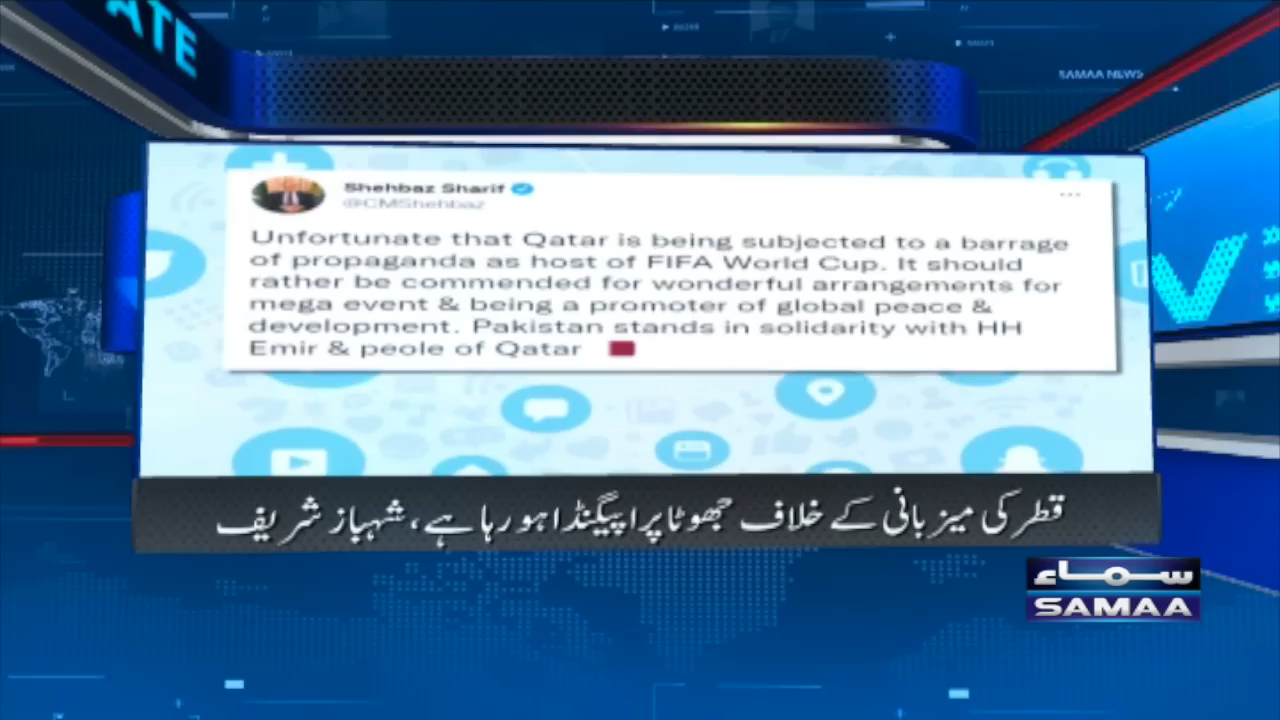 ATE
SAMAA NEWS
Shehbaz Sharif
@CMShehbaz
Unfortunate that Qatar is being subjected to a barrage
of propaganda as host of FIFA World Cup. It should
rather be commended for wonderful arrangements for
mega event & being a promoter of global peace &
development. Pakistan stands in solidarity with HH
Emir & peole of Qatar
قطر کی میزبانی کے خلاف جھوٹا پراپیگنڈا ہو رہا ہے، شہباز شریف
سماء
SAMAA